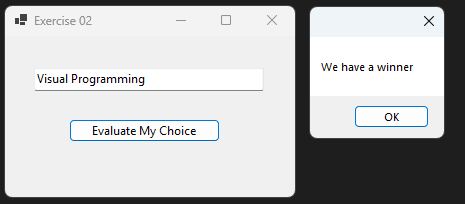 Exercise 02
Visual Programming
Evaluate My Choice
We have a winner
OK